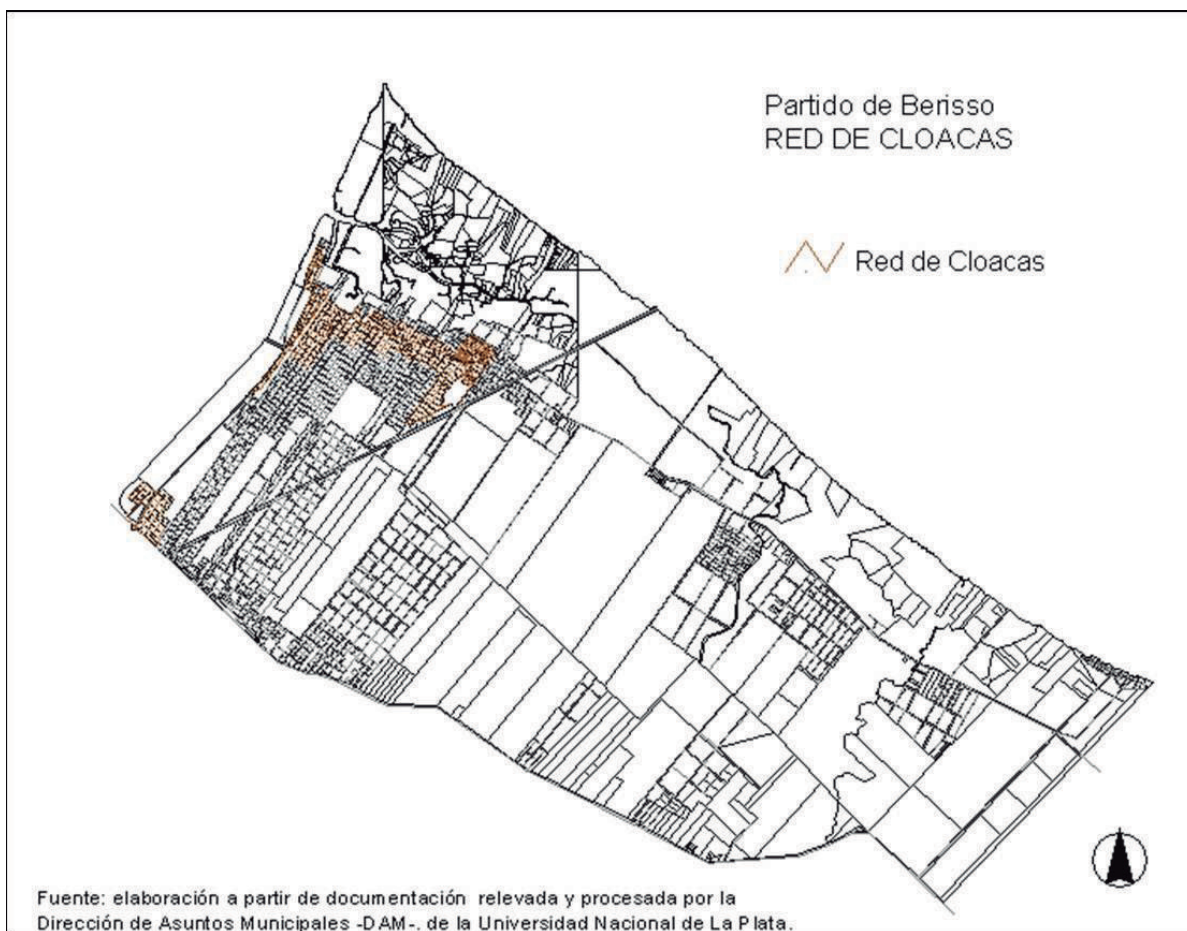 Partido de Berisso
RED DE CLOACAS
Red de Cloacas
Fuente: elaboración a partir de documentación relevada y procesada por la
Dirección de Asuntos Municipales -DAM-. de la Universidad Nacional de La Plata.